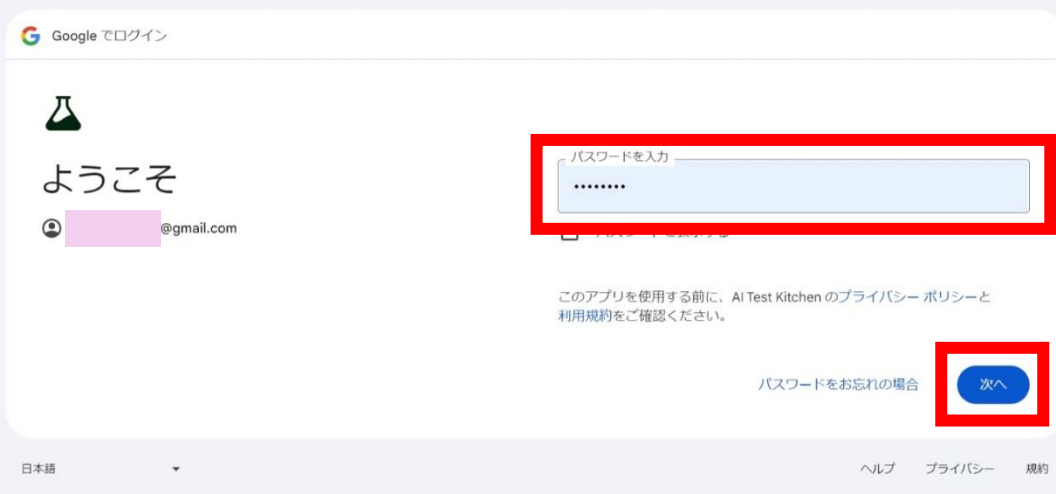 Google でログイン
ようこそ
@gmail.com
パスワードを入力
••••••••
このアプリを使用する前に、AI Test Kitchen のプライバシー ポリシーと
利用規約をご確認ください。
パスワードをお忘れの場合
次へ
日本語
ヘルプ
プライバシー
規約